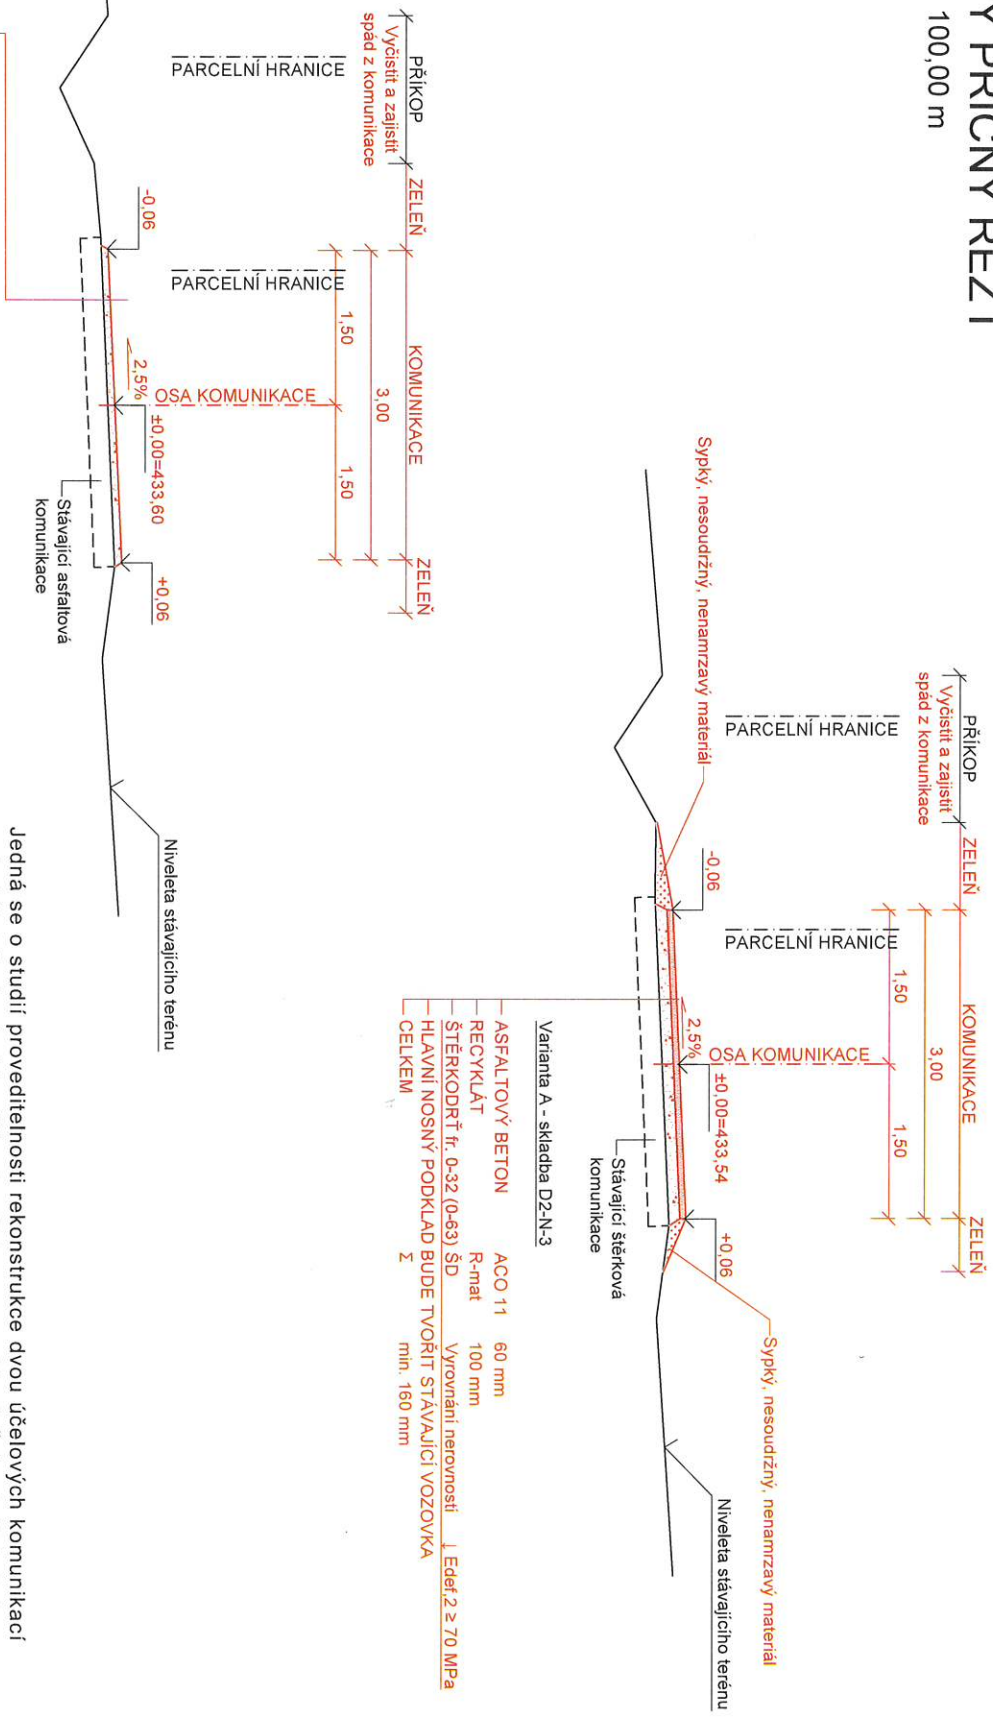 Ý PŘÍČNÝ ŘEZ I
100,00 m
PŘÍKOP
Vyčistit a zajistit
spád z komunikace
ZELEŇ
KOMUNIKACE
ZELEŇ
3,00
1,50
1,50
PARCELNÍ HRANICE
PARCELNÍ HRANICE
OSA KOMUNIKACE
Sypký, nesoudržný, nenamrzavý materiál
-0,06
2,5%
±0,00=433,54
+0,06
Sypký, nesoudržný, nenamrzavý materiál
Niveleta stávajícího terénu
Stávající štěrková
komunikace
Varianta A - skladba D2-N-3
ASFALTOVÝ BETON ACO 11 60 mm
RECYKLÁT R-mat 100 mm
ŠTĚRKODRŤ fr. 0-32 (0-63) ŠD Vyrovnání nerovnosti ↓ Edef,2 ≥ 70 MPa
HLAVNÍ NOSNÝ PODKLAD BUDE TVOŘIT STÁVAJÍCÍ VOZOVKA
CELKEM Σ min. 160 mm
PŘÍKOP
Vyčistit a zajistit
spád z komunikace
ZELEŇ
KOMUNIKACE
ZELEŇ
3,00
1,50
1,50
PARCELNÍ HRANICE
PARCELNÍ HRANICE
OSA KOMUNIKACE
-0,06
2,5%
±0,00=433,60
+0,06
Stávající asfaltová
komunikace
Niveleta stávajícího terénu
Jedná se o studií proveditelnosti rekonstrukce dvou účelových komunikací